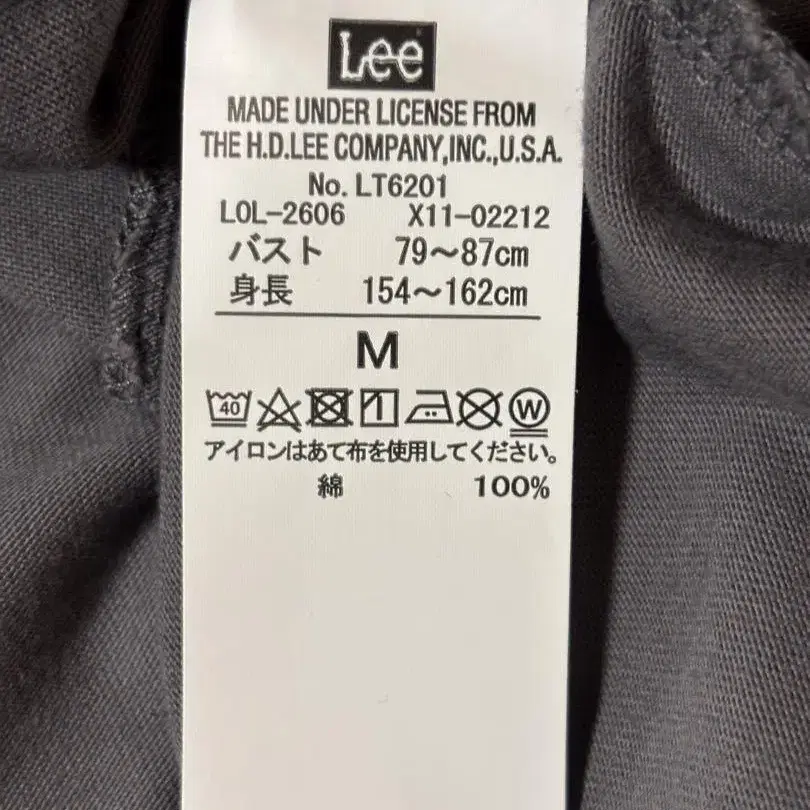 Lee
MADE UNDER LICENSE FROM
THE H.D.LEE COMPANY,INC.,U.S.A.
No. LT6201
LOL-2606 X11-02212
バスト 79〜87cm
身長 154〜162cm
M
40 W
アイロンはあて布を使用してください。
綿 100%